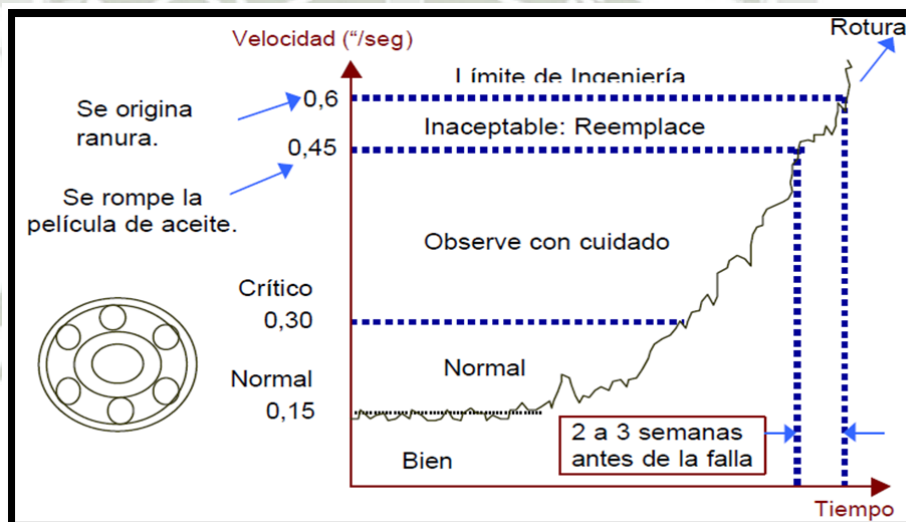 Rotura
Velocidad (“/seg)
Límite de Ingeniería
0,6
Se origina
ranura.
Inaceptable: Reemplace
0,45
Se rompe la
película de aceite.
Observe con cuidado
Crítico
0,30
Normal
Normal
0,15
2 a 3 semanas
antes de la falla
Bien
Tiempo